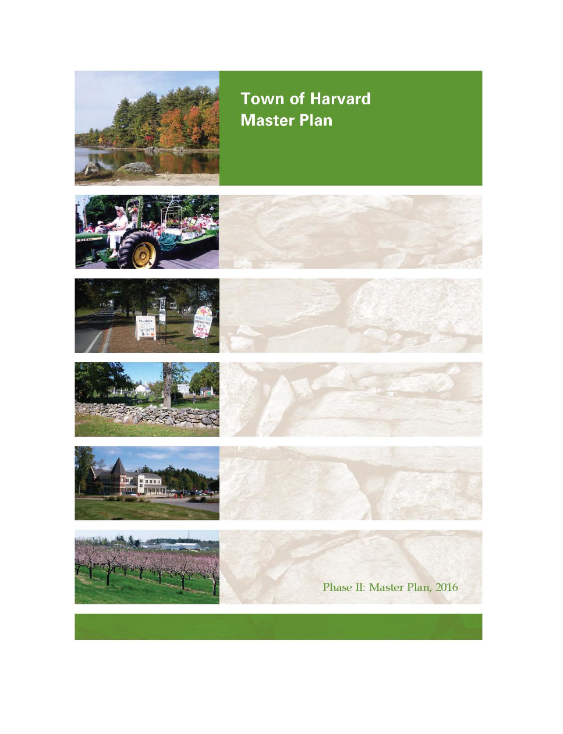 Town of Harvard
Master Plan
Phase II: Master Plan, 2016